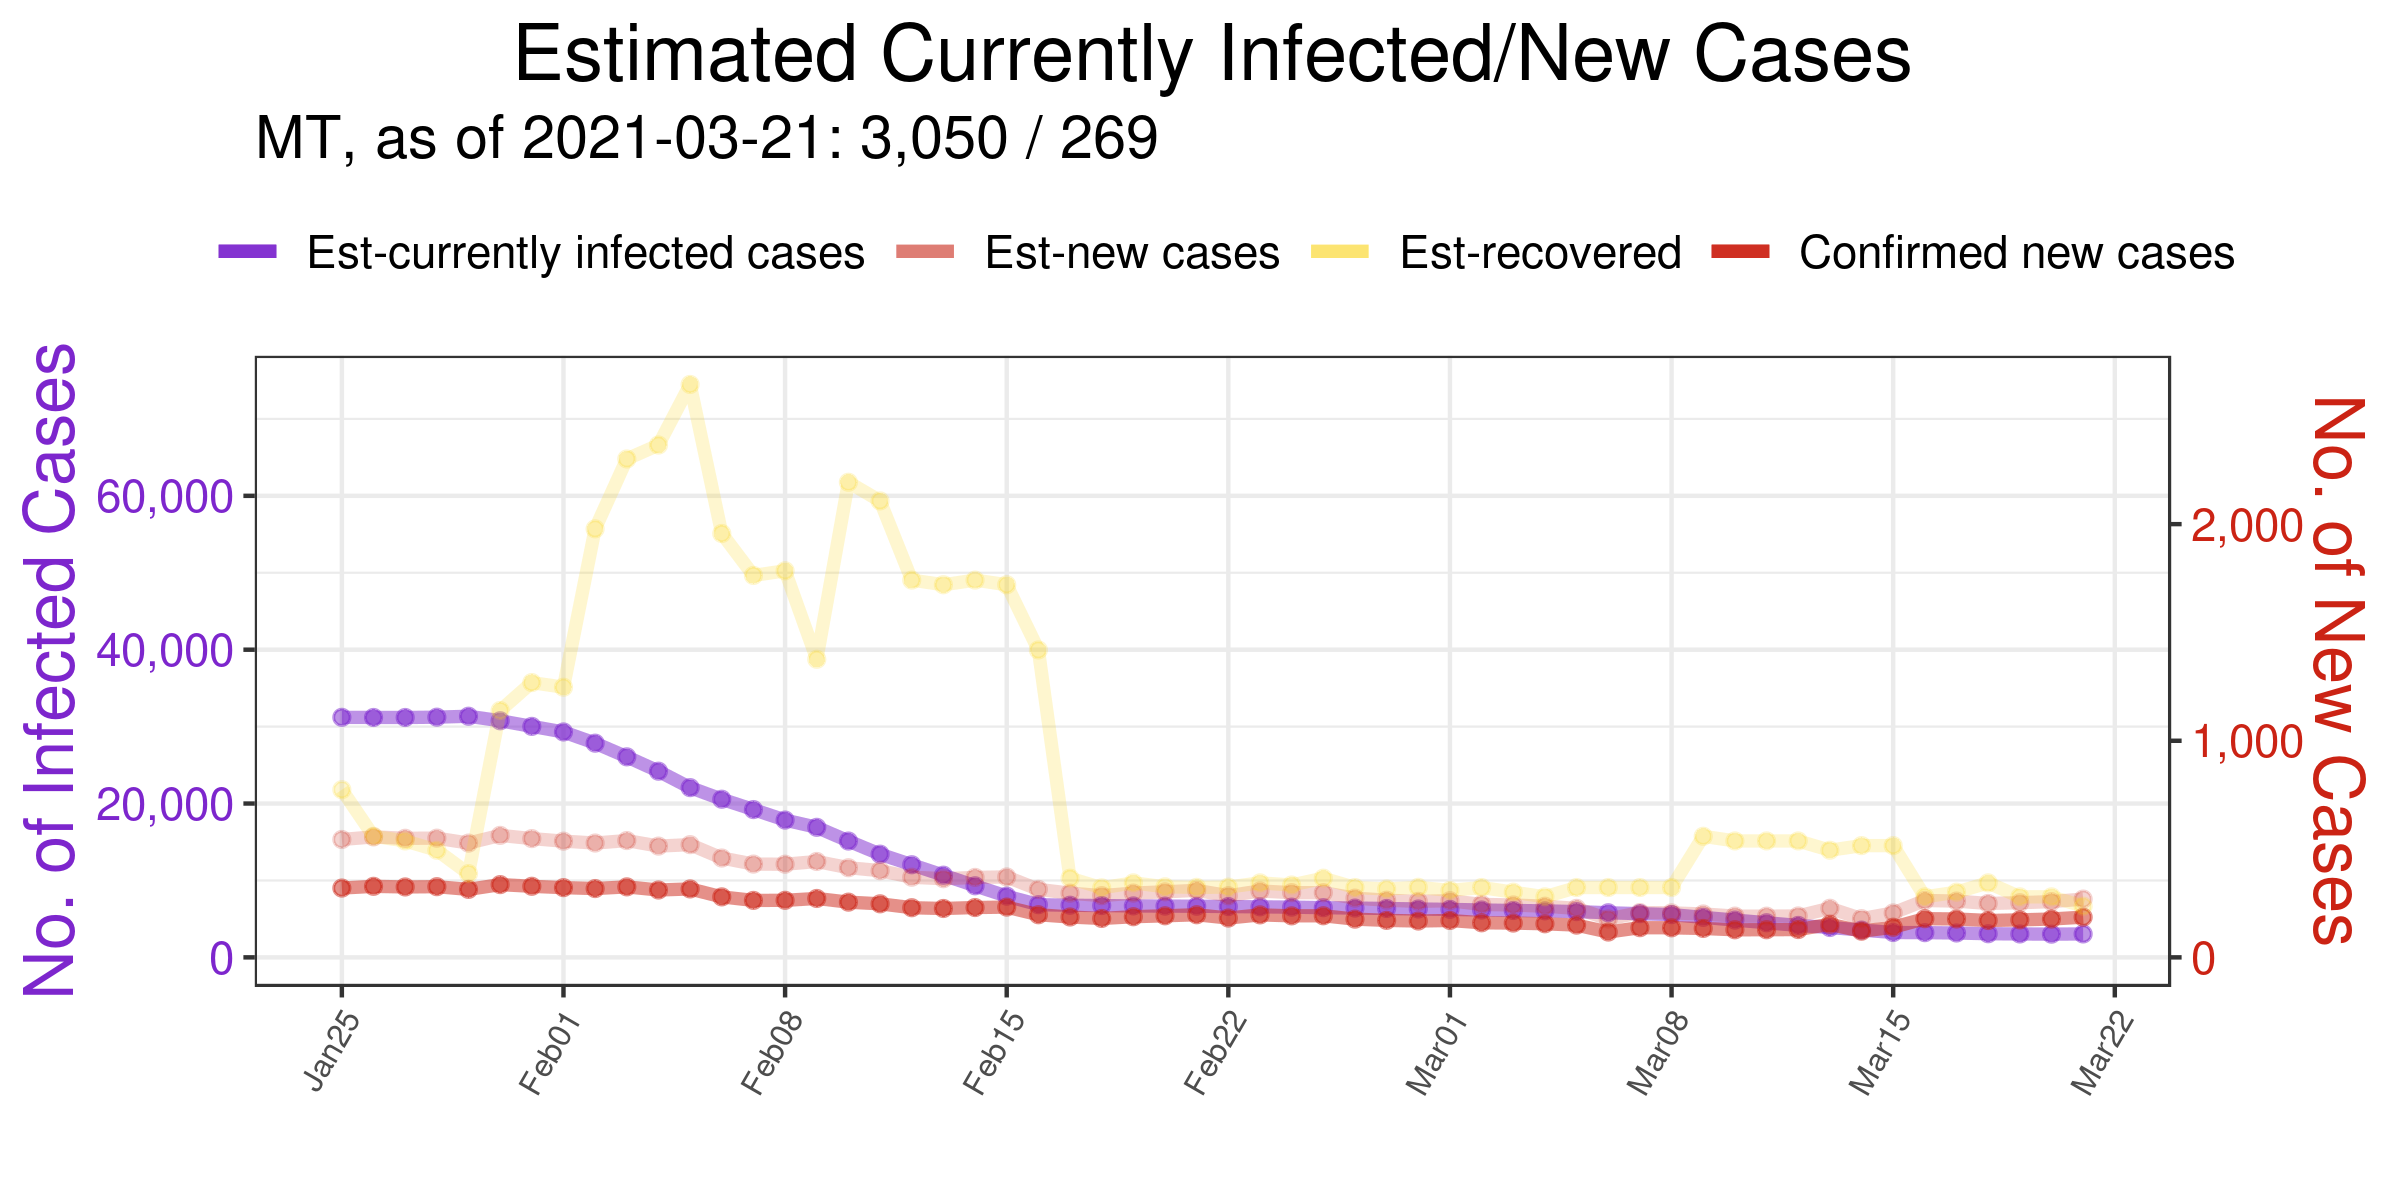 Estimated Currently Infected/New Cases
MT, as of 2021-03-21: 3,050 / 269
Est-currently infected cases
Est-new cases
Est-recovered
Confirmed new cases
No. of Infected Cases
60,000
40,000
20,000
0
2,000
1,000
0
No. of New Cases
Jan25
Feb01
Feb08
Feb15
Feb22
Mar01
Mar08
Mar15
Mar22